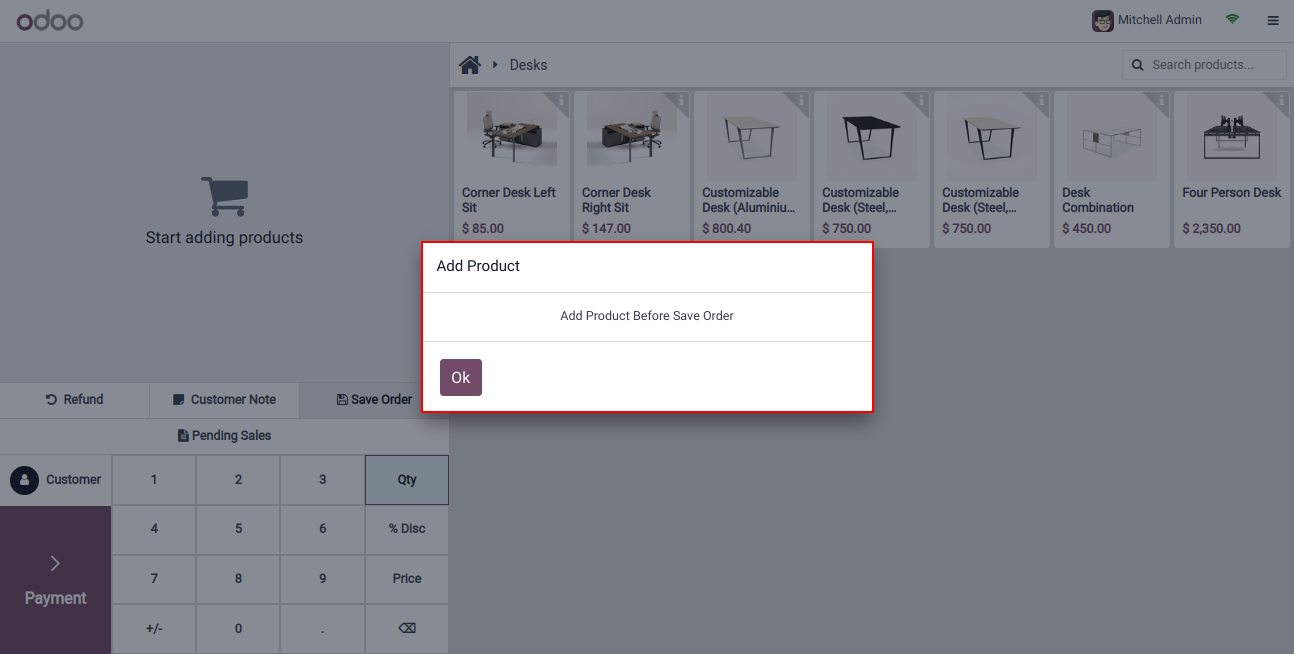 odoo
Mitchell Admin
Desks
Search products...
Corner Desk Left
Sit
$ 85.00
Corner Desk
Right Sit
$ 147.00
Customizable
Desk (Aluminiu...
$ 800.40
Customizable
Desk (Steel,...
$ 750.00
Customizable
Desk (Steel,...
$ 750.00
Desk
Combination
$ 450.00
Four Person Desk
$ 2,350.00
Start adding products
Add Product
Add Product Before Save Order
Ok
Refund
Customer Note
Save Order
Pending Sales
Customer
1 2 3 Qty
4 5 6 % Disc
7 8 9 Price
Payment
+/- 0 .